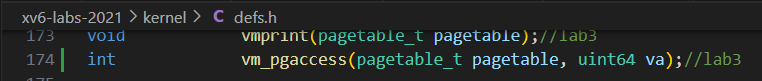 xv6-labs-2021 > kernel > C defs.h
173 void vmprint(pagetable_t pagetable);//lab3
174 int vm_pgaccess(pagetable_t pagetable, uint64 va);//lab3